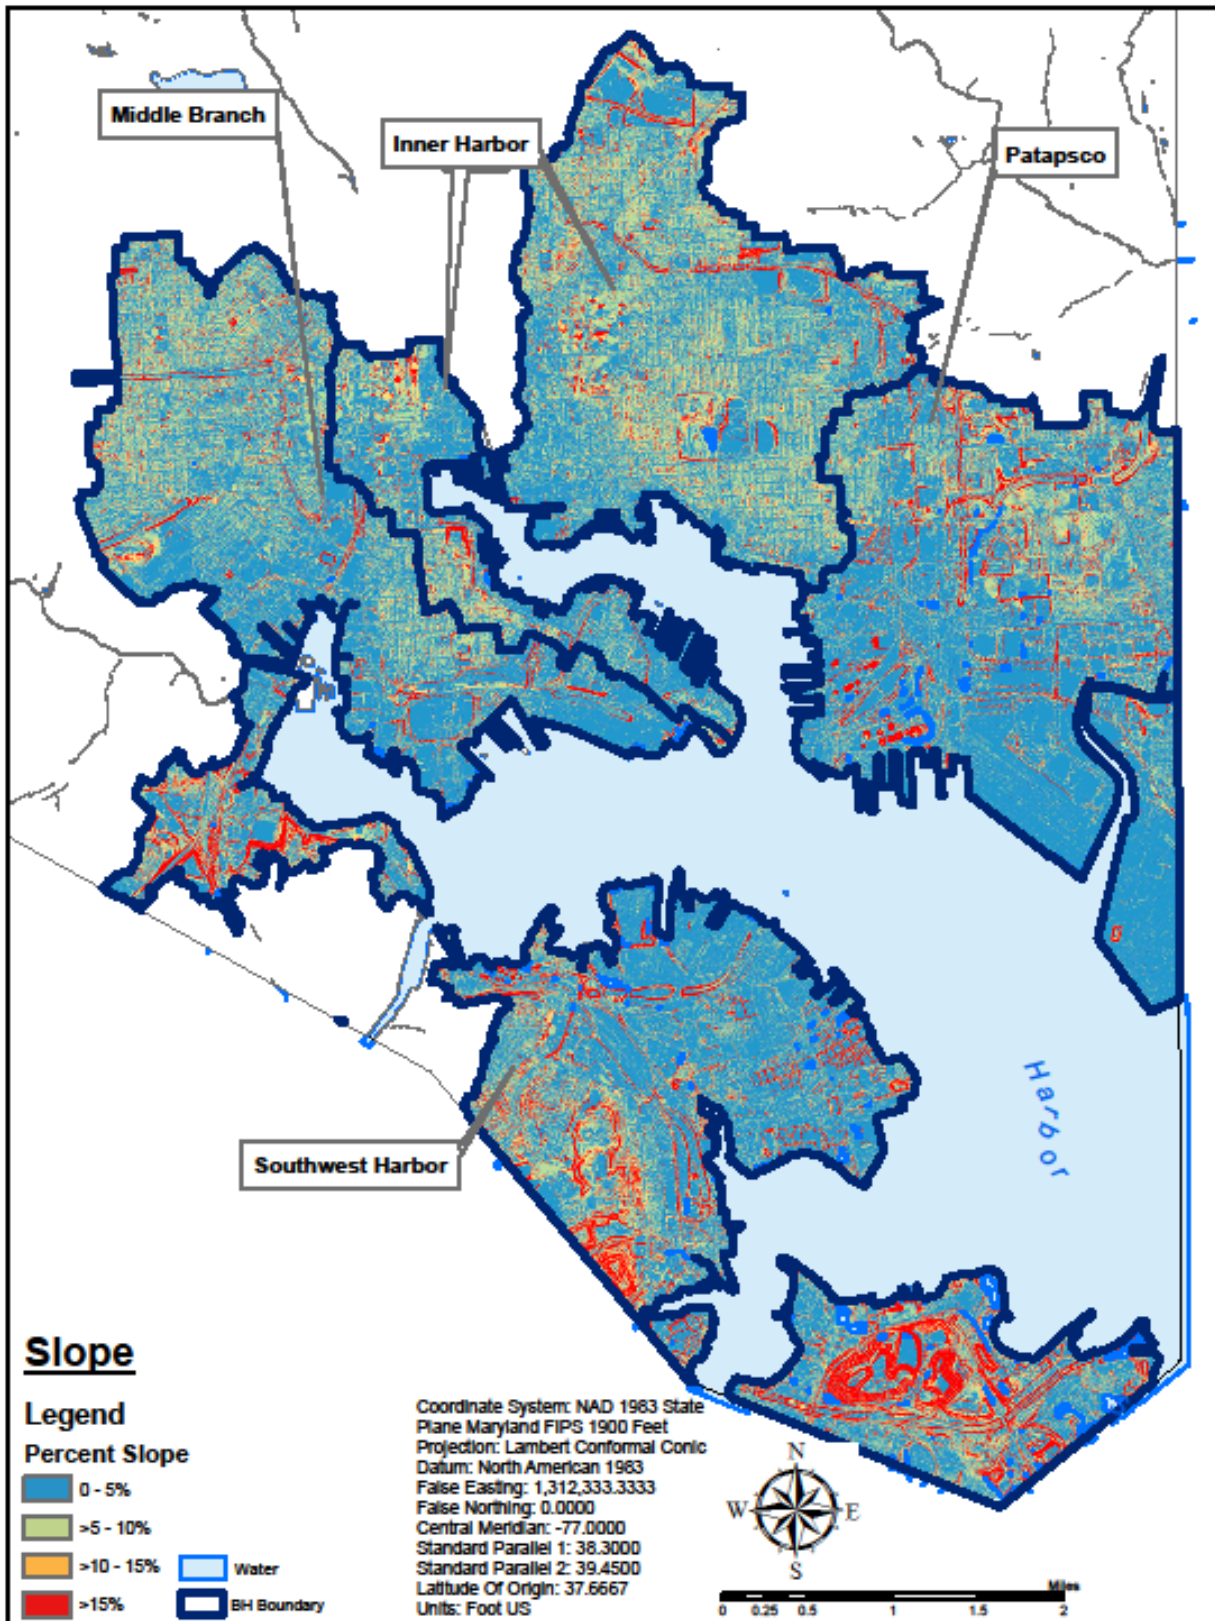 Middle Branch
Inner Harbor
Patapsco
Harbor
Southwest Harbor
Slope
Legend
Percent Slope
0 - 5%
>5 - 10%
>10 - 15%
>15%
Water
BH Boundary
Coordinate System: NAD 1983 State
Plane Maryland FIPS 1900 Feet
Projection: Lambert Conformal Conic
Datum: North American 1983
False Easting: 1,312,333.3333
False Northing: 0.0000
Central Meridian: -77.0000
Standard Parallel 1: 38.3000
Standard Parallel 2: 39.4500
Latitude Of Origin: 37.6667
Units: Foot US
N
W E
S
Miles
0 0.25 0.5 1 1.5 2